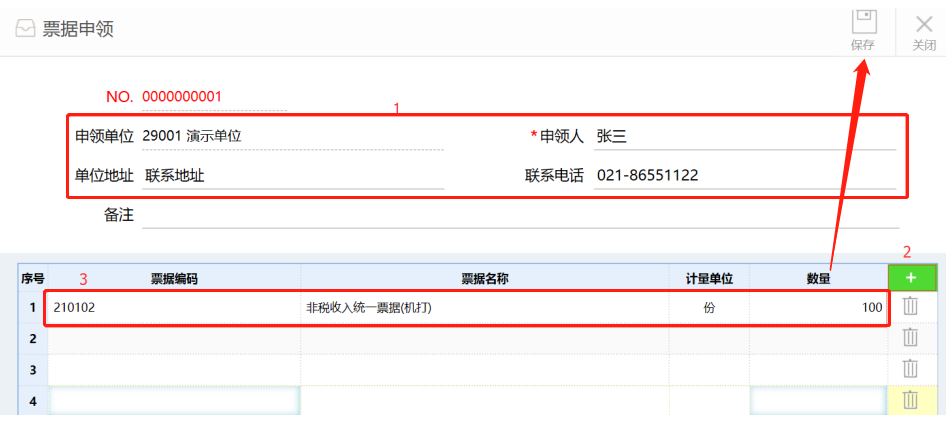 票据申领
保存
关闭
NO. 0000000001
1
申领单位 29001 演示单位
*申领人 张三
单位地址 联系地址
联系电话 021-86551122
备注
2
序号 3 票据编码 票据名称 计量单位 数量 +
1 210102 非税收入统一票据(机打) 份 100
2
3
4